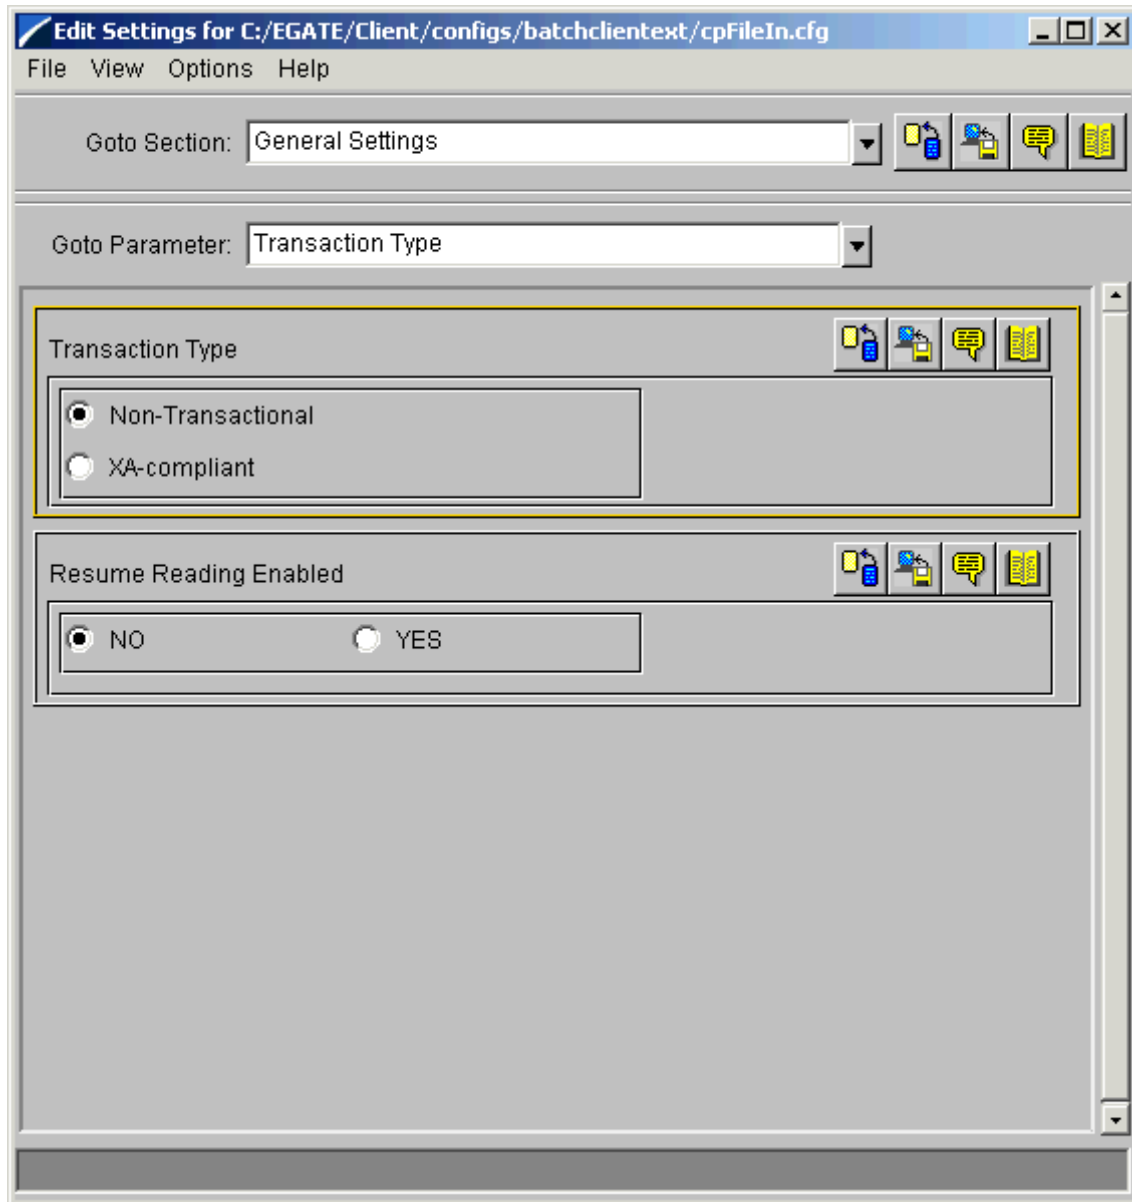 Edit Settings for C:/EGATE/Client/configs/batchclientext/cpFileIn.cfg
File View Options Help
Goto Section: General Settings
Goto Parameter: Transaction Type
Transaction Type
Non-Transactional
XA-compliant
Resume Reading Enabled
NO YES